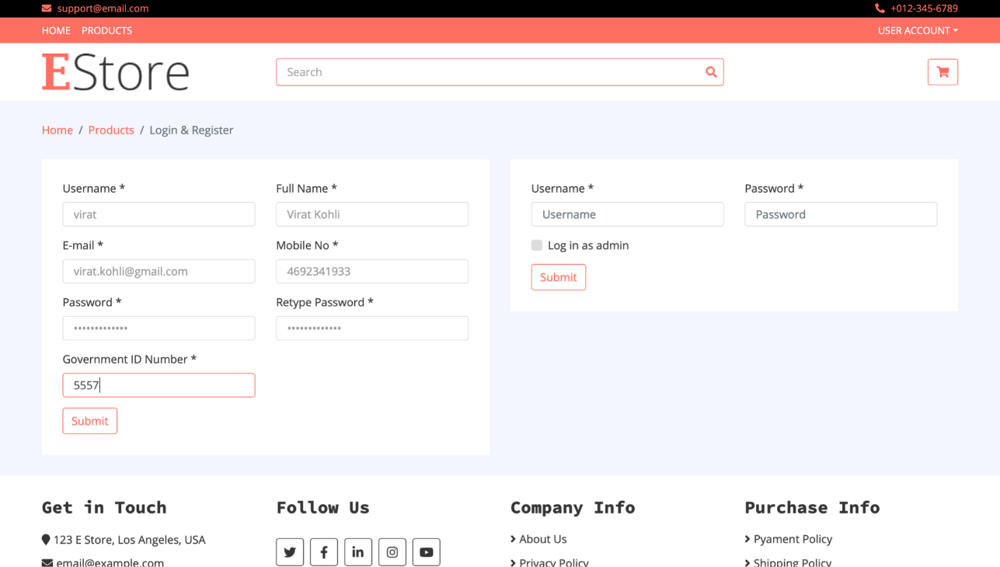 support@email.com
+012-345-6789
HOME PRODUCTS
USER ACCOUNT
EStore
Search
Home / Products / Login & Register
Username *
Full Name *
virat
Virat Kohli
E-mail *
Mobile No *
virat.kohli@gmail.com
4692341933
Password *
Retype Password *
•••••••••••••
•••••••••••••
Government ID Number *
5557
Submit
Username *
Password *
Username
Password
Log in as admin
Submit
Get in Touch
123 E Store, Los Angeles, USA
email@example.com
Follow Us
Company Info
About Us
Privacy Policy
Purchase Info
Pyament Policy
Shipping Policy